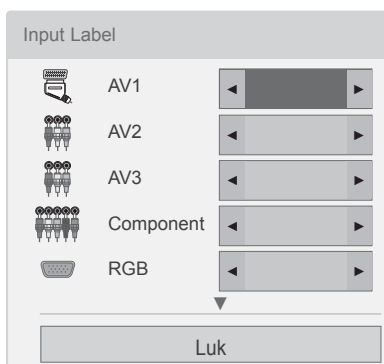 Input Label
AV1
AV2
AV3
Component
RGB
Luk